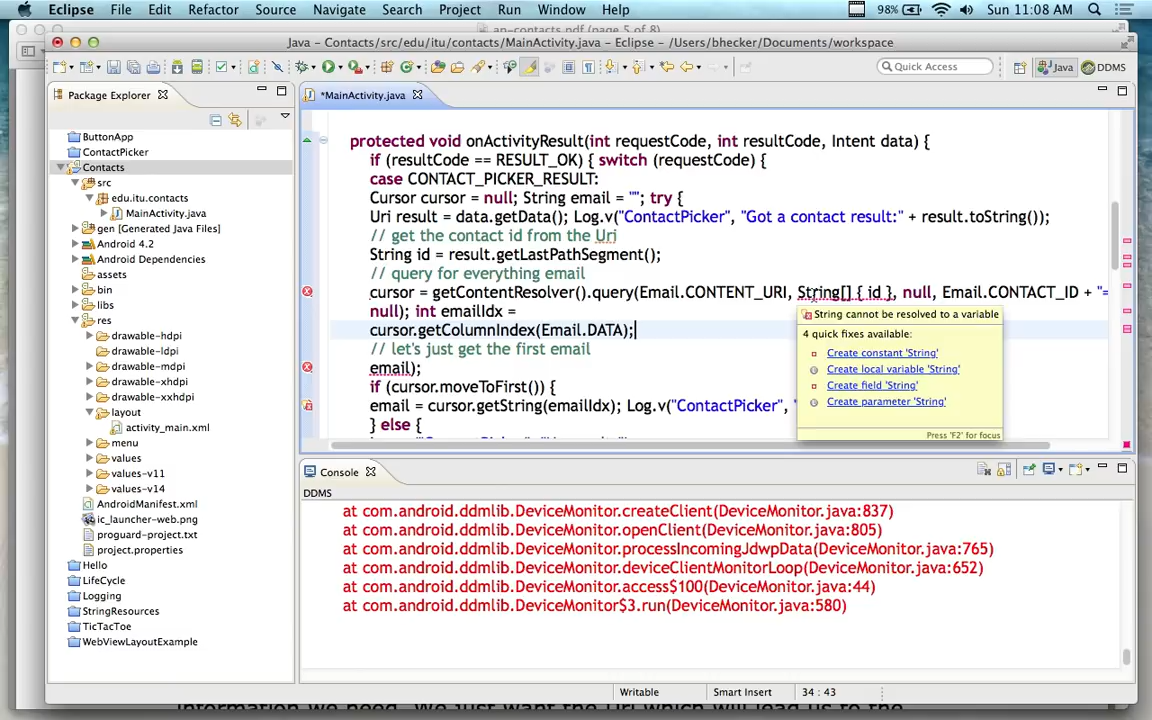 Eclipse File Edit Refactor Source Navigate Search Project Run Window Help 98% Sun 11:08 AM
Java - Contacts/src/edu/itu/contacts/MainActivity.java - Eclipse - /Users/bhecker/Documents/workspace
Quick Access Java DDMS
Package Explorer
ButtonApp
ContactPicker
Contacts
src
edu.itu.contacts
MainActivity.java
gen [Generated Java Files]
Android 4.2
Android Dependencies
assets
bin
libs
res
drawable-hdpi
drawable-ldpi
drawable-mdpi
drawable-xhdpi
drawable-xxhdpi
layout
activity_main.xml
menu
values
values-v11
values-v14
AndroidManifest.xml
ic_launcher-web.png
proguard-project.txt
project.properties
Hello
LifeCycle
Logging
StringResources
TicTacToe
WebViewLayoutExample
*MainActivity.java
protected void onActivityResult(int requestCode, int resultCode, Intent data) {
if (resultCode == RESULT_OK) { switch (requestCode) {
case CONTACT_PICKER_RESULT:
Cursor cursor = null; String email = ""; try {
Uri result = data.getData(); Log.v("ContactPicker", "Got a contact result:" + result.toString());
// get the contact id from the Uri
String id = result.getLastPathSegment();
// query for everything email
cursor = getContentResolver().query(Email.CONTENT_URI, String[] { id }, null, Email.CONTACT_ID + "=
null); int emailIdx =
cursor.getColumnIndex(Email.DATA);
// let's just get the first email
email);
if (cursor.moveToFirst()) {
email = cursor.getString(emailIdx); Log.v("ContactPicker", "
} else {
String cannot be resolved to a variable
4 quick fixes available:
Create constant 'String'
Create local variable 'String'
Create field 'String'
Create parameter 'String'
Press 'F2' for focus
Console
DDMS
at com.android.ddmlib.DeviceMonitor.createClient(DeviceMonitor.java:837)
at com.android.ddmlib.DeviceMonitor.openClient(DeviceMonitor.java:805)
at com.android.ddmlib.DeviceMonitor.processIncomingJdwpData(DeviceMonitor.java:765)
at com.android.ddmlib.DeviceMonitor.deviceClientMonitorLoop(DeviceMonitor.java:652)
at com.android.ddmlib.DeviceMonitor.access$100(DeviceMonitor.java:44)
at com.android.ddmlib.DeviceMonitor$3.run(DeviceMonitor.java:580)
Writable Smart Insert 34 : 43